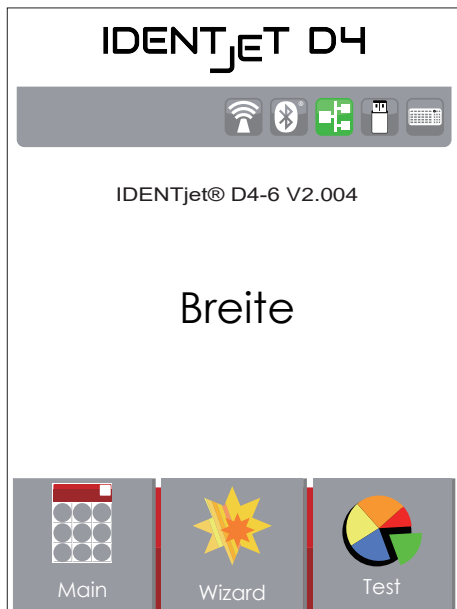 IDENTjET D4
IDENTjet® D4-6 V2.004
Breite
Main
Wizard
Test